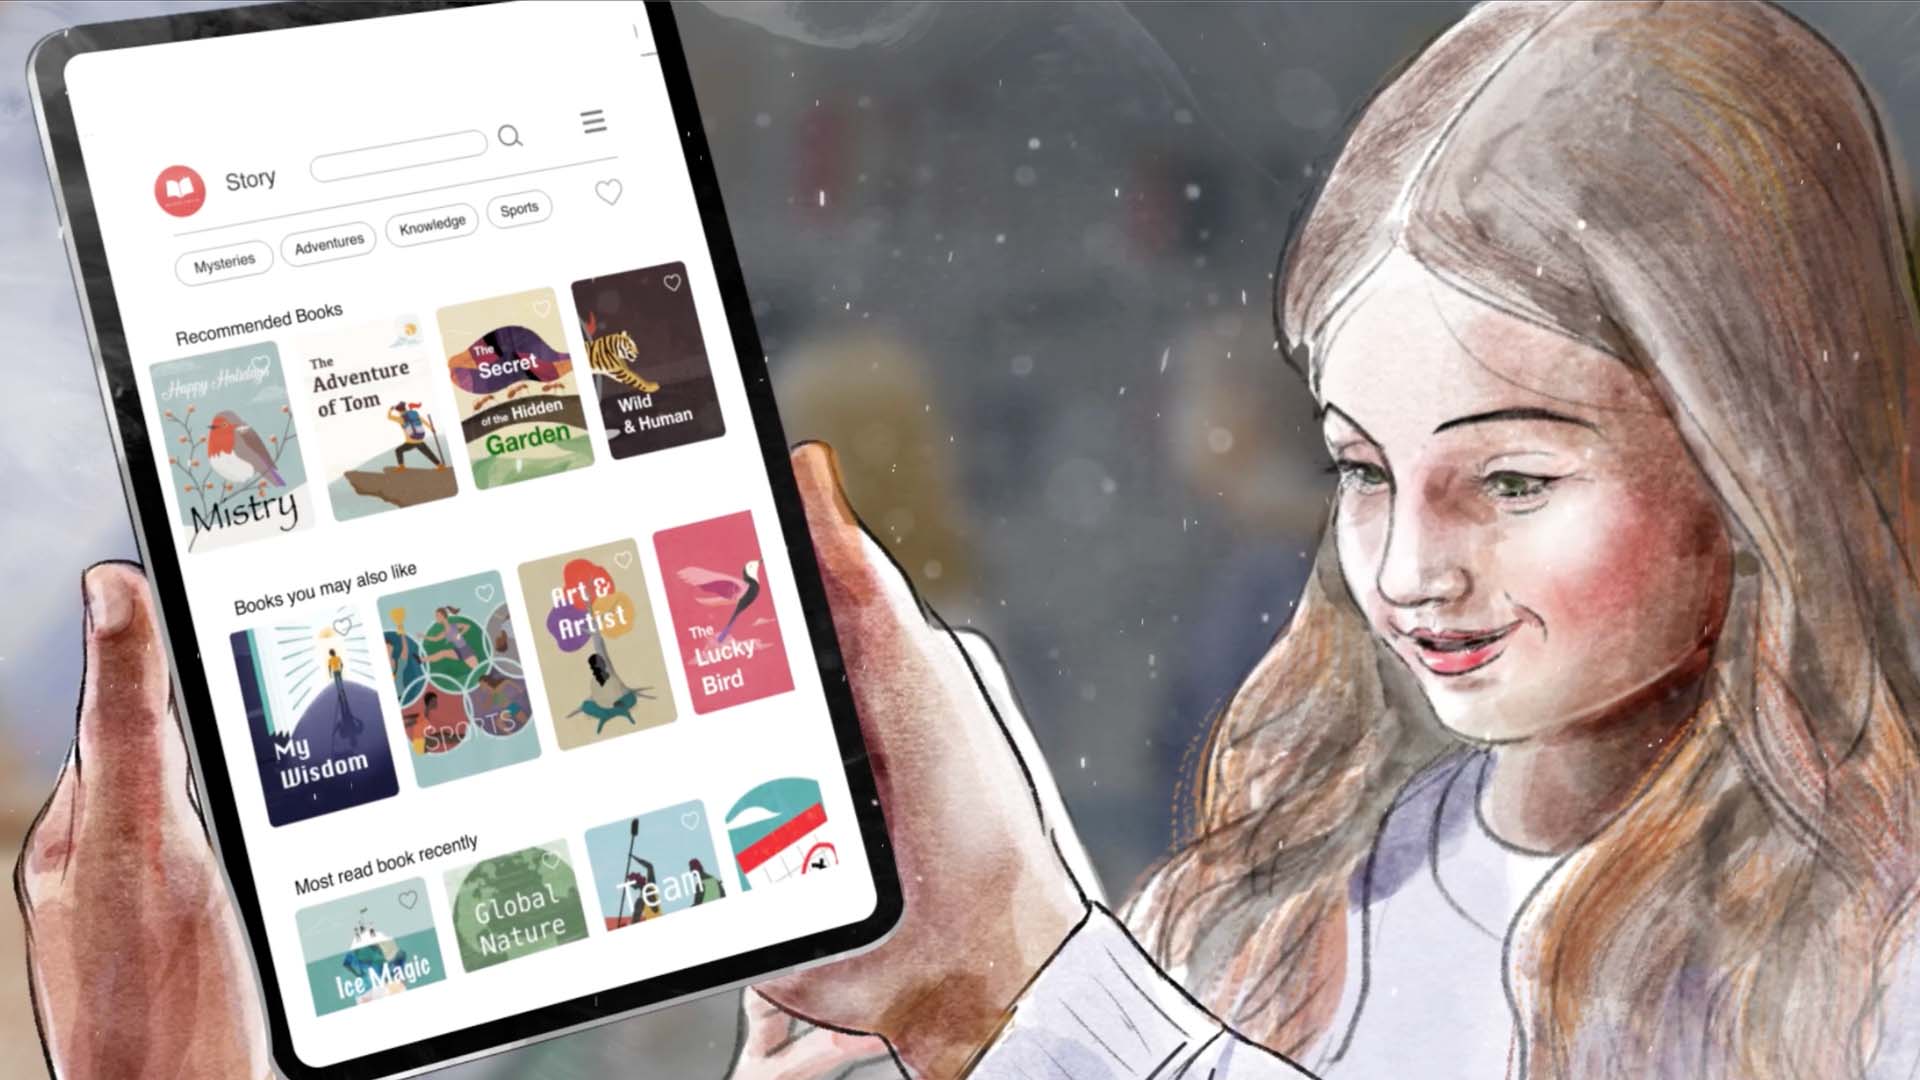 Story
Mysteries
Adventures
Knowledge
Sports
Recommended Books
Happy Holidays
Mistry
The
Adventure
of Tom
The
Secret
of the Hidden
Garden
Wild
& Human
Books you may also like
My
Wisdom
SPORTS
Art &
Artist
The
Lucky
Bird
Most read book recently
Ice Magic
Global
Nature
Team